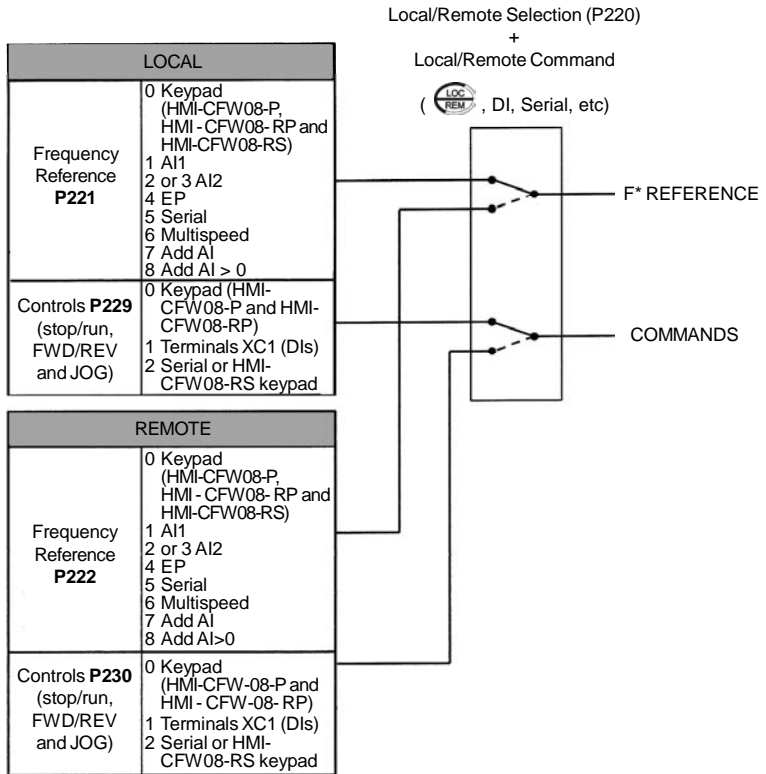 Local/Remote Selection (P220)
+
Local/Remote Command
( LOC
REM , DI, Serial, etc)
LOCAL
Frequency
Reference
P221
0 Keypad
(HMI-CFW08-P,
HMI - CFW08- RP and
HMI-CFW08-RS)
1 AI1
2 or 3 AI2
4 EP
5 Serial
6 Multispeed
7 Add AI
8 Add AI > 0
Controls P229
(stop/run,
FWD/REV
and JOG)
0 Keypad (HMI-
CFW08-P and HMI-
CFW08-RP)
1 Terminals XC1 (DIs)
2 Serial or HMI-
CFW08-RS keypad
F* REFERENCE
COMMANDS
REMOTE
Frequency
Reference
P222
0 Keypad
(HMI-CFW08-P,
HMI - CFW08- RP and
HMI-CFW08-RS)
1 AI1
2 or 3 AI2
4 EP
5 Serial
6 Multispeed
7 Add AI
8 Add AI>0
Controls P230
(stop/run,
FWD/REV
and JOG)
0 Keypad
(HMI-CFW-08-P and
HMI - CFW-08- RP)
1 Terminals XC1 (DIs)
2 Serial or HMI-
CFW08-RS keypad